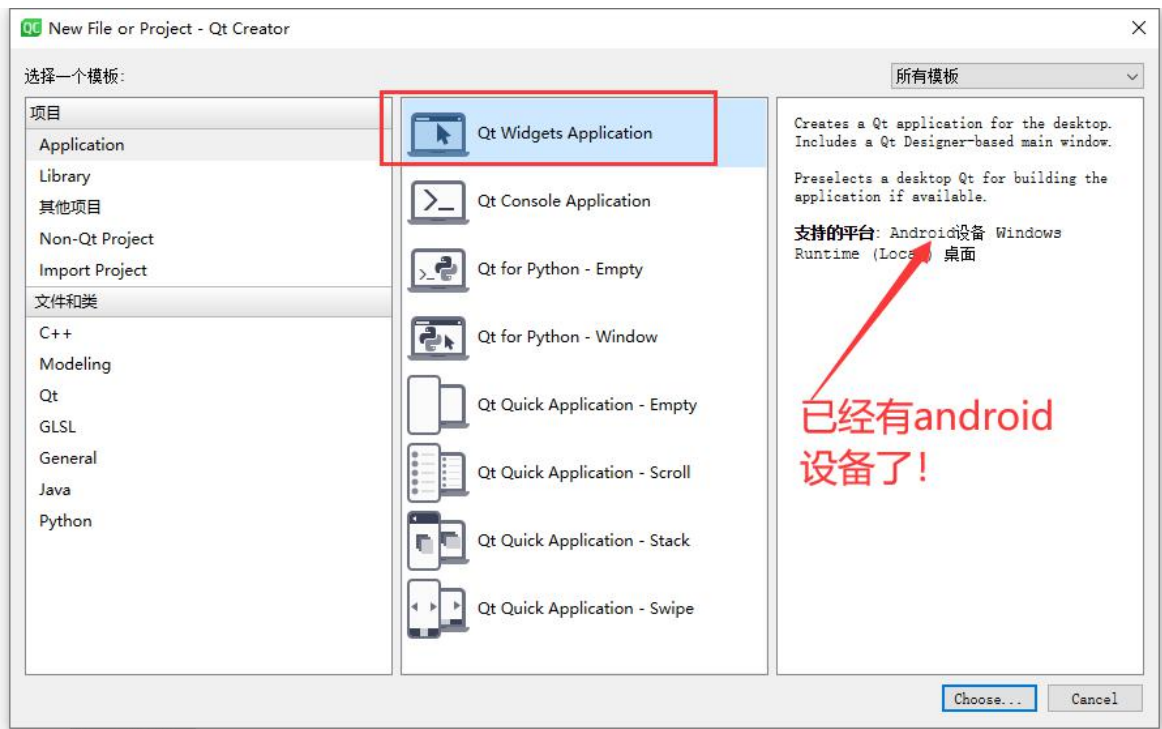 New File or Project - Qt Creator
选择一个模板:
所有模板
项目
Application
Library
其他项目
Non-Qt Project
Import Project
文件和类
C++
Modeling
Qt
GLSL
General
Java
Python
Qt Widgets Application
Qt Console Application
Qt for Python - Empty
Qt for Python - Window
Qt Quick Application - Empty
Qt Quick Application - Scroll
Qt Quick Application - Stack
Qt Quick Application - Swipe
Creates a Qt application for the desktop.
Includes a Qt Designer-based main window.
Preselects a desktop Qt for building the
application if available.
支持的平台: Android设备 Windows
Runtime 桌面
已经有android
设备了!
Choose...
Cancel